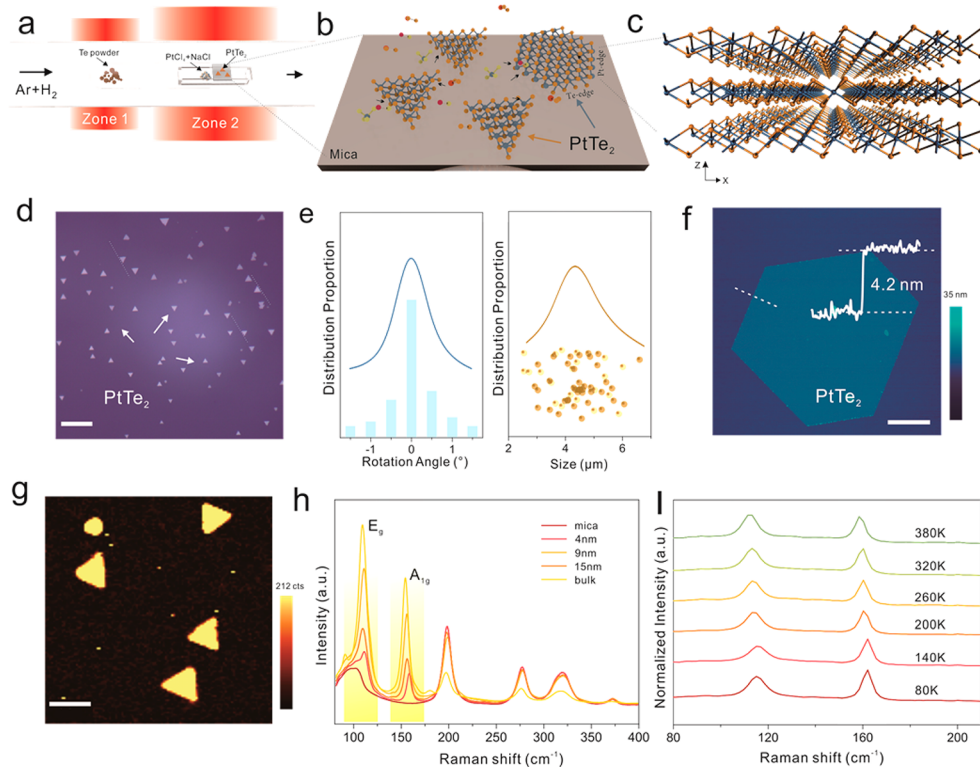 a
Te powder
PtCl₂+NaCl
PtTe₂
Ar+H₂
Zone 1
Zone 2
b
Pt-edge
Te-edge
PtTe₂
Mica
c
Z
X
d
PtTe₂
e
Distribution Proportion
-1
0
1
Rotation Angle (°)
Distribution Proportion
2
4
6
Size (μm)
f
4.2 nm
PtTe₂
35 nm
g
212 cts
h
E_g
A_1g
mica
4nm
9nm
15nm
bulk
Intensity (a.u.)
100
150
200
250
300
350
400
Raman shift (cm⁻¹)
I
380K
320K
260K
200K
140K
80K
Normalized Intensity (a.u.)
80
120
160
200
Raman shift (cm⁻¹)